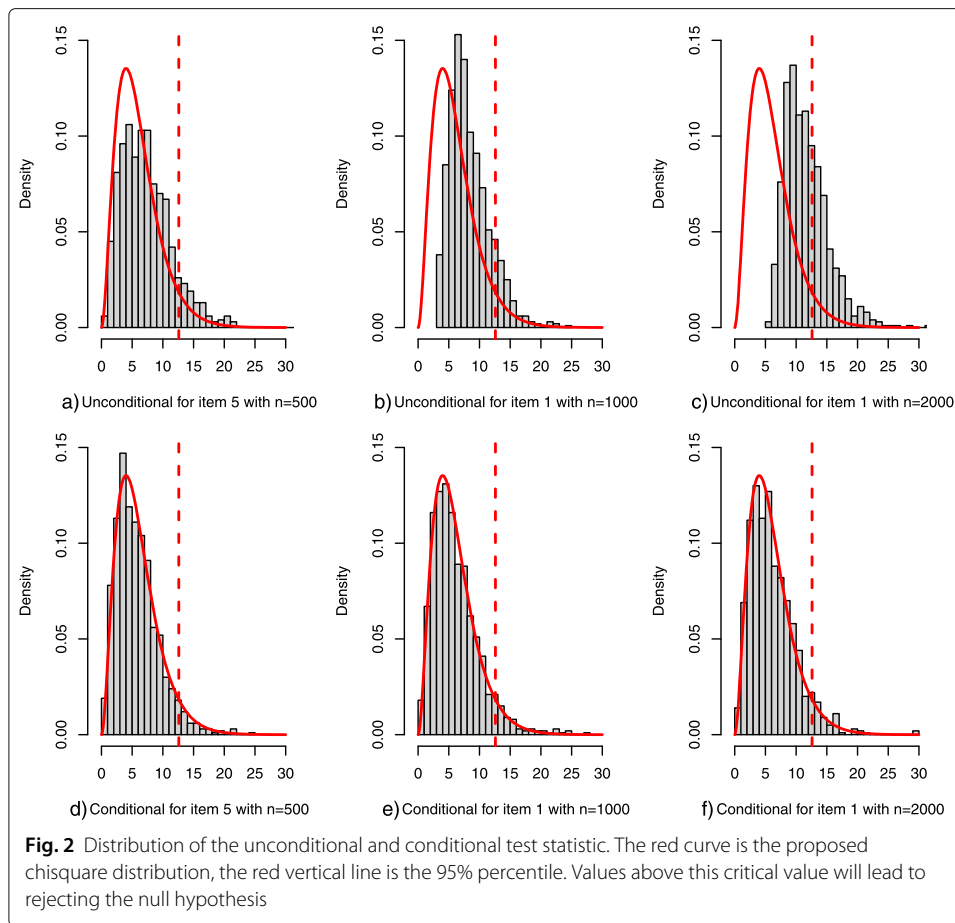 0.15
0.10
0.05
0.00
Density
0 5 10 15 20 25 30
a) Unconditional for item 5 with n=500
0.15
0.10
0.05
0.00
Density
0 5 10 15 20 25 30
b) Unconditional for item 1 with n=1000
0.15
0.10
0.05
0.00
Density
0 5 10 15 20 25 30
c) Unconditional for item 1 with n=2000
0.15
0.10
0.05
0.00
Density
0 5 10 15 20 25 30
d) Conditional for item 5 with n=500
0.15
0.10
0.05
0.00
Density
0 5 10 15 20 25 30
e) Conditional for item 1 with n=1000
0.15
0.10
0.05
0.00
Density
0 5 10 15 20 25 30
f) Conditional for item 1 with n=2000
Fig. 2 Distribution of the unconditional and conditional test statistic. The red curve is the proposed
chisquare distribution, the red vertical line is the 95% percentile. Values above this critical value will lead to
rejecting the null hypothesis